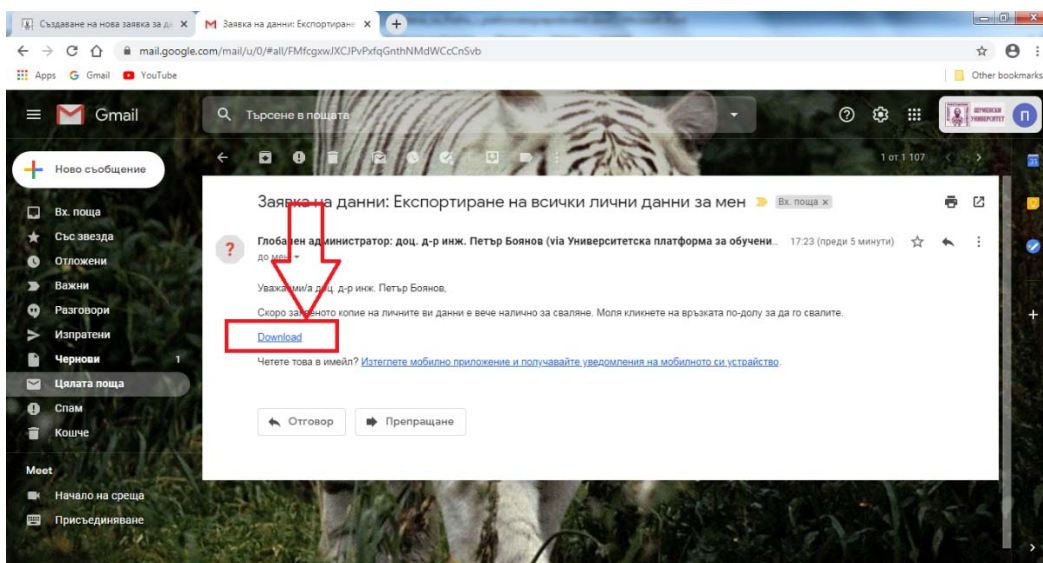 Създаване на нова заявка за да
Заявка на данни: Експортиране
mail.google.com/mail/u/0/#all/FMfcgxwJXCJPvPxfqGnthNMdWCcCnSvb
Apps Gmail YouTube Other bookmarks
Gmail
Търсене в пощата
ШУМЕНСКИ
УНИВЕРСИТЕТ
П
Ново съобщение
1 от 1 107
Вх. поща
Със звезда
Отложени
Важни
Разговори
Изпратени
Чернови 1
Цялата поща
Спам
Кошче
Meet
Начало на среща
Присъединяване
Заявка на данни: Експортиране на всички лични данни за мен
Вх. поща x
Глобален администратор: доц. д-р инж. Петър Боянов (via Университетска платформа за обучени... 17:23 (преди 5 минути)
до мен
Уважаеми/а доц. д-р инж. Петър Боянов,
Скоро заявеното копие на личните ви данни е вече налично за сваляне. Моля кликнете на връзката по-долу за да го свалите.
Download
Четете това в имейл? Изтеглете мобилно приложение и получавайте уведомления на мобилното си устройство.
Отговор
Препращане